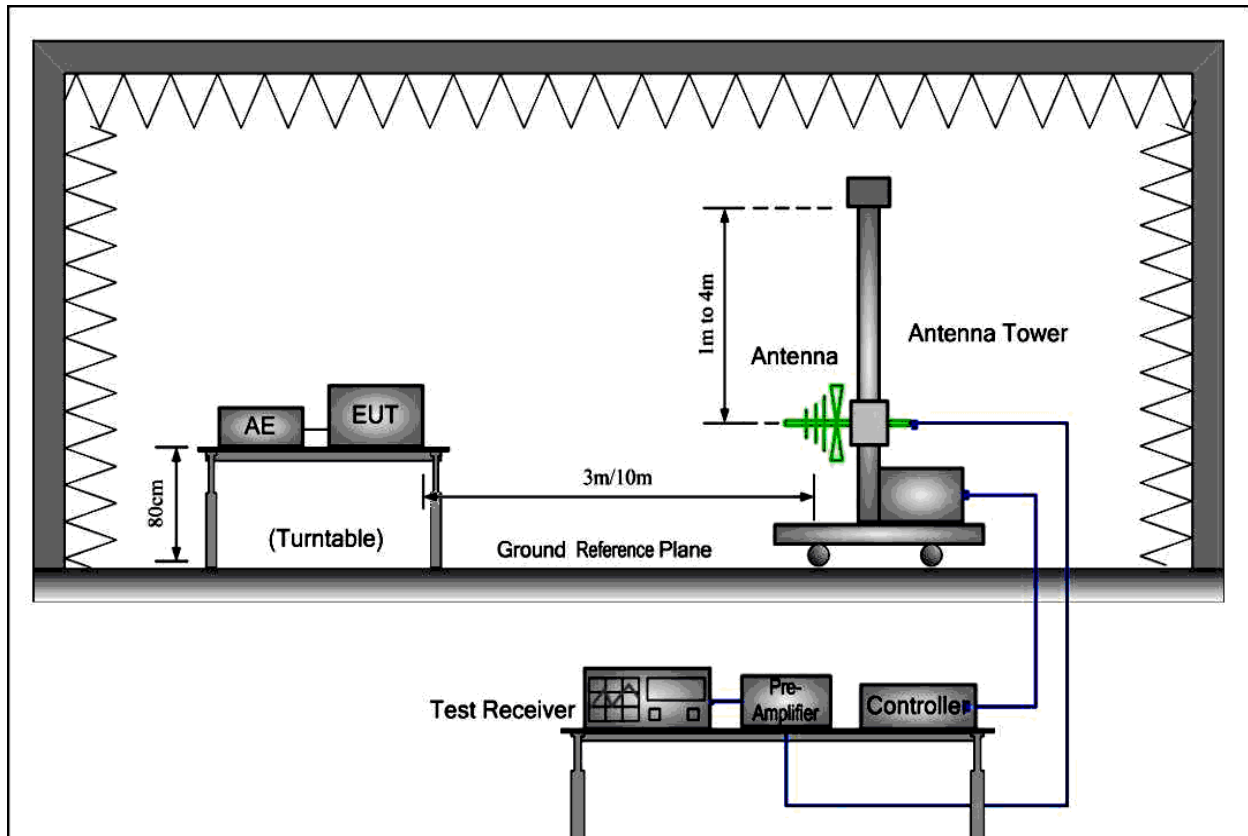 1m to 4m
Antenna Tower
Antenna
AE
EUT
80cm
3m/10m
(Turntable)
Ground Reference Plane
Test Receiver
Pre-
Amplifier
Controller